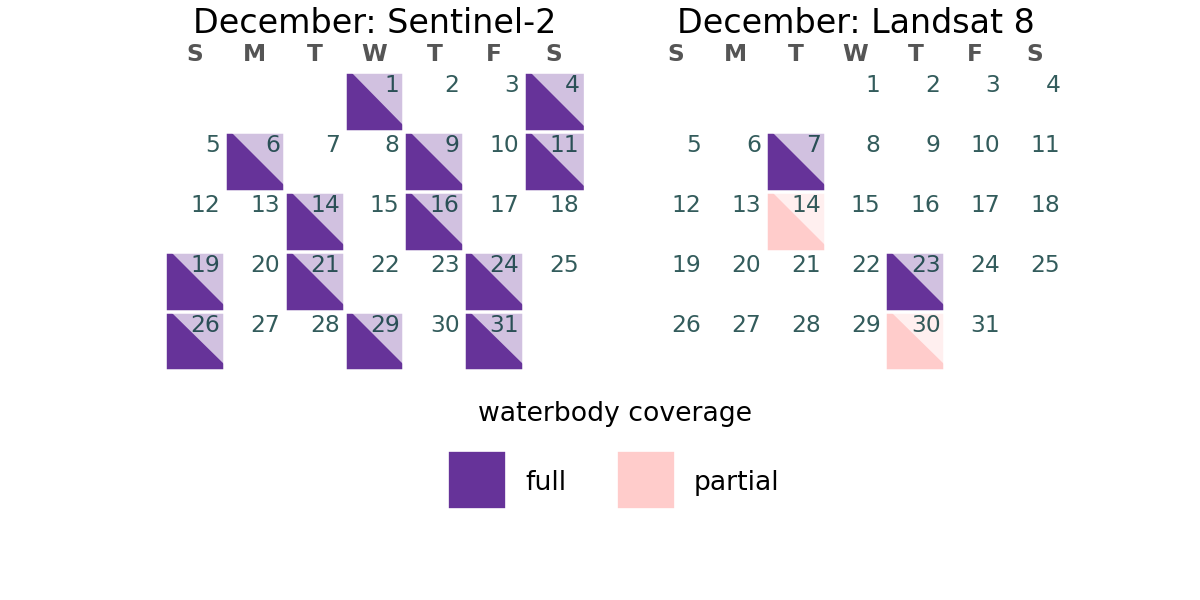 December: Sentinel-2
S M T W T F S
1 2 3 4
5 6 7 8 9 10 11
12 13 14 15 16 17 18
19 20 21 22 23 24 25
26 27 28 29 30 31
December: Landsat 8
S M T W T F S
1 2 3 4
5 6 7 8 9 10 11
12 13 14 15 16 17 18
19 20 21 22 23 24 25
26 27 28 29 30 31
waterbody coverage
full
partial